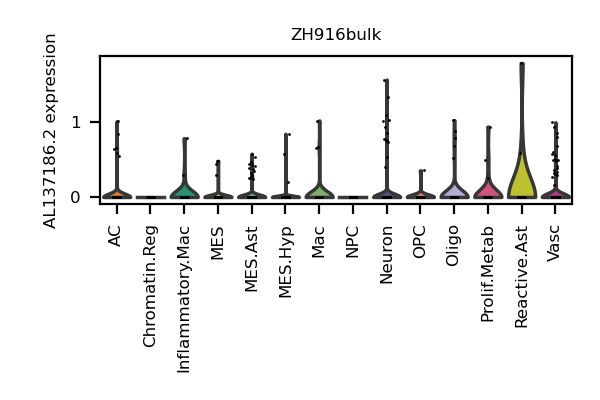 ZH916bulk
AL137186.2 expression
1
0
AC
Chromatin.Reg
Inflammatory.Mac
MES
MES.Ast
MES.Hyp
Mac
NPC
Neuron
OPC
Oligo
Prolif.Metab
Reactive.Ast
Vasc